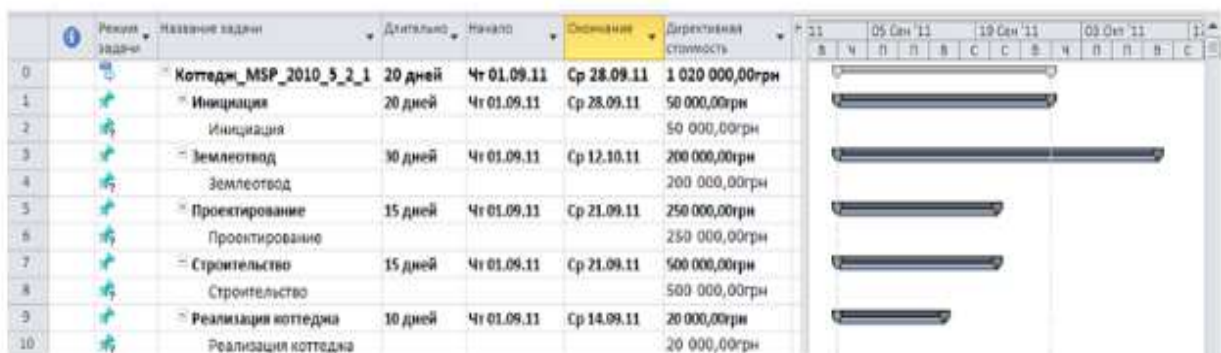 Режим задачи Название задачи Длительно Начало Окончание Директивная стоимость 11 05 Сен '11 19 Сен '11 03 Окт '11
В Ч П П В С С В Ч П П В С
0 Коттедж_MSP_2010_5_2_1 20 дней Чт 01.09.11 Ср 28.09.11 1 020 000,00грн
1 Инициация 20 дней Чт 01.09.11 Ср 28.09.11 50 000,00грн
2 Инициация 50 000,00грн
3 Землеотвод 30 дней Чт 01.09.11 Ср 12.10.11 200 000,00грн
4 Землеотвод 200 000,00грн
5 Проектирование 15 дней Чт 01.09.11 Ср 21.09.11 250 000,00грн
6 Проектирование 250 000,00грн
7 Строительство 15 дней Чт 01.09.11 Ср 21.09.11 500 000,00грн
8 Строительство 500 000,00грн
9 Реализация коттеджа 10 дней Чт 01.09.11 Ср 14.09.11 20 000,00грн
10 Реализация коттеджа 20 000,00грн